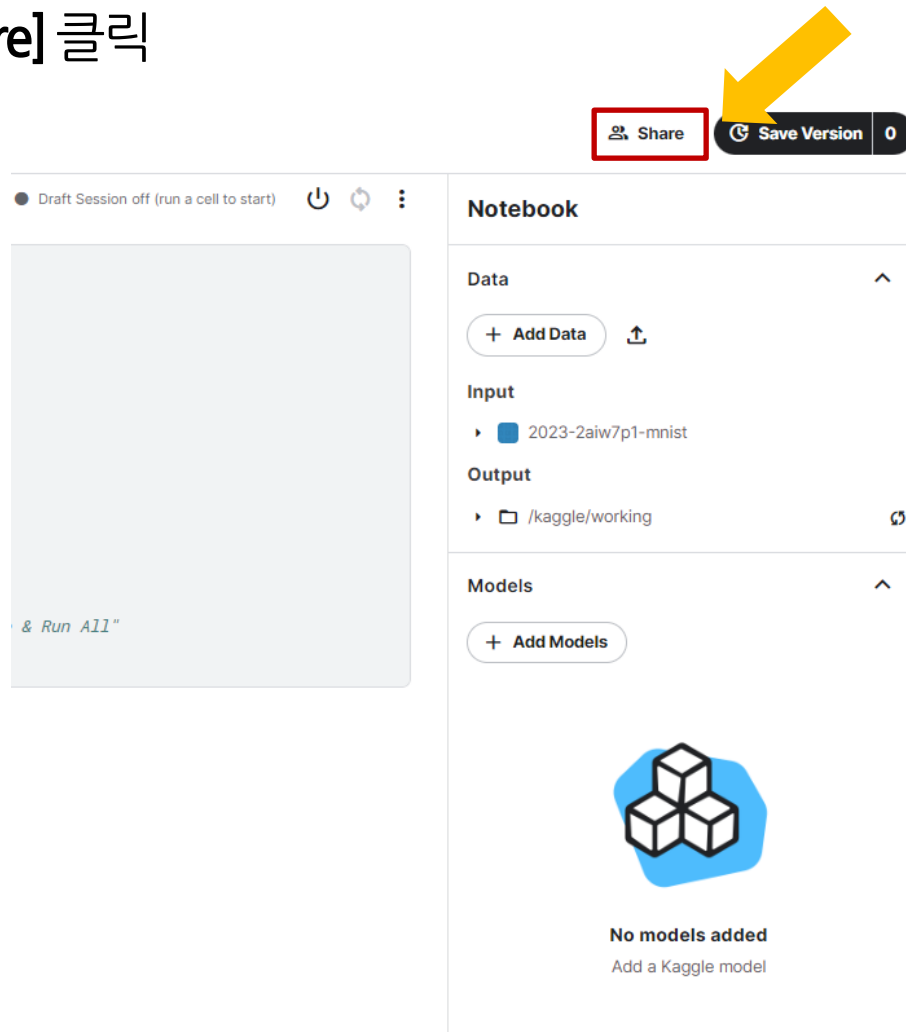 re] 클릭
Share
Save Version 0
Draft Session off (run a cell to start)
Notebook
Data
+ Add Data
Input
2023-2aiw7p1-mnist
Output
/kaggle/working
Models
& Run All"
+ Add Models
No models added
Add a Kaggle model